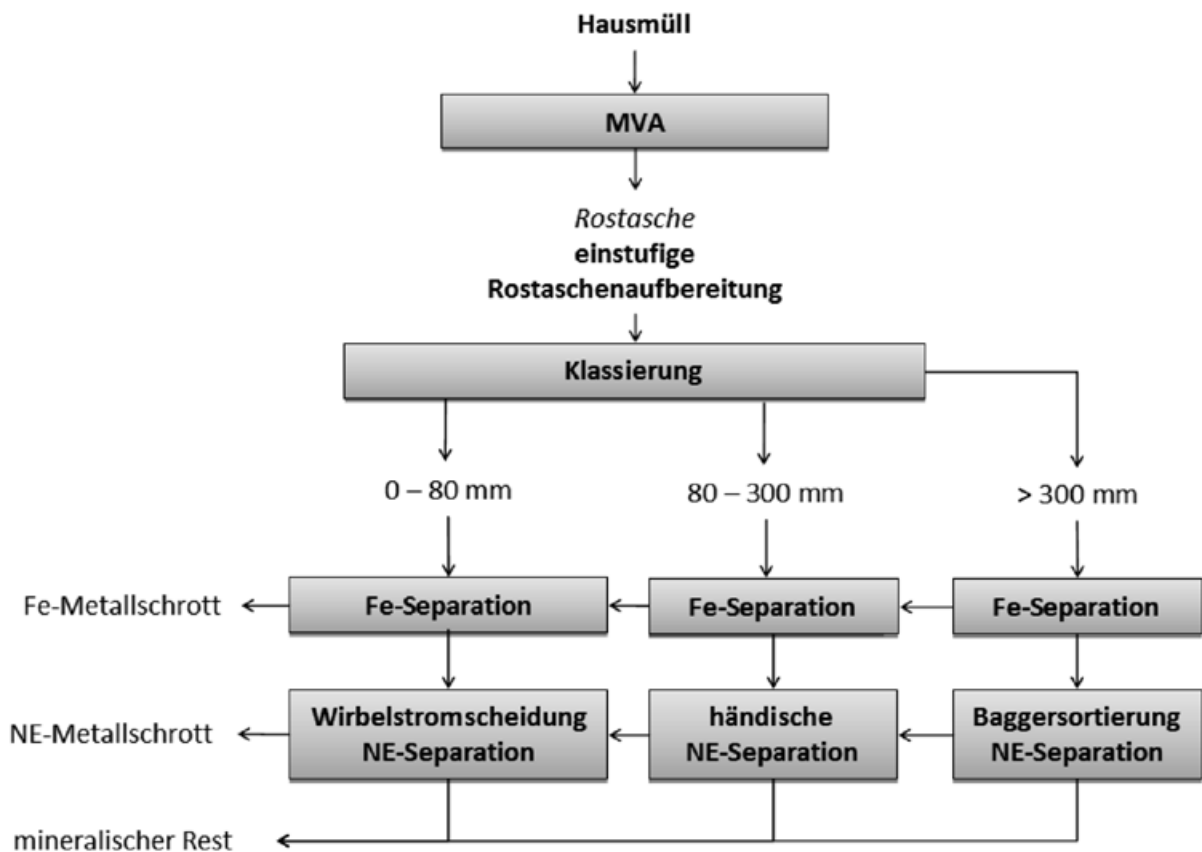 Hausmüll
MVA
Rostasche
einstufige
Rostaschenaufbereitung
Klassierung
0 – 80 mm
80 – 300 mm
> 300 mm
Fe-Metallschrott
Fe-Separation
Fe-Separation
Fe-Separation
NE-Metallschrott
Wirbelstromscheidung
NE-Separation
händische
NE-Separation
Baggersortierung
NE-Separation
mineralischer Rest